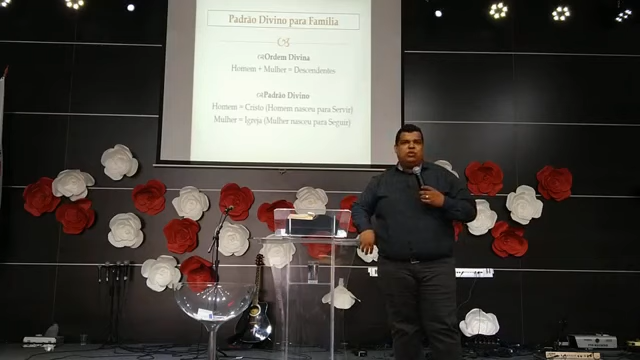 Padrão Divino para Família
Ordem Divina
Homem + Mulher = Descendentes
Padrão Divino
Homem = Cristo (Homem nasceu para Servir)
Mulher = Igreja (Mulher nasceu para Seguir)